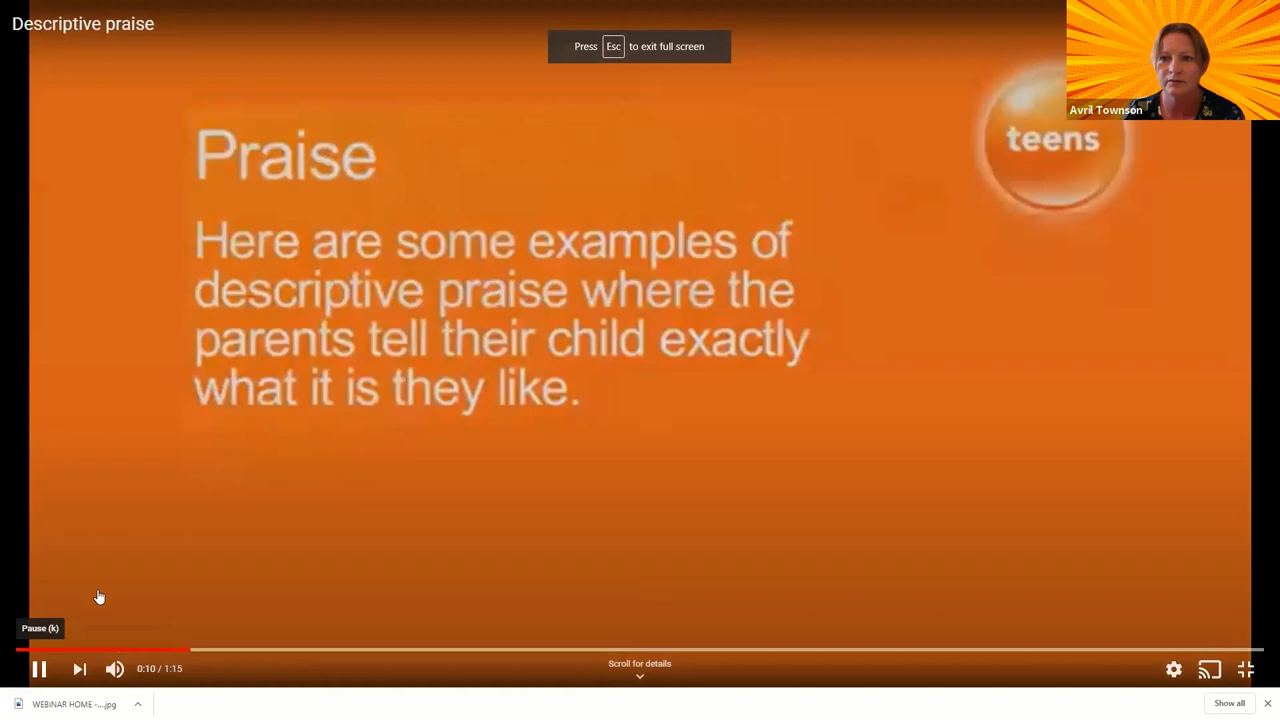 Descriptive praise
Press Esc to exit full screen
Avril Townson
teens
Praise
Here are some examples of
descriptive praise where the
parents tell their child exactly
what it is they like.
Pause (k)
0:10 / 1:15
Scroll for details
WEBINAR HOME -....jpg
Show all